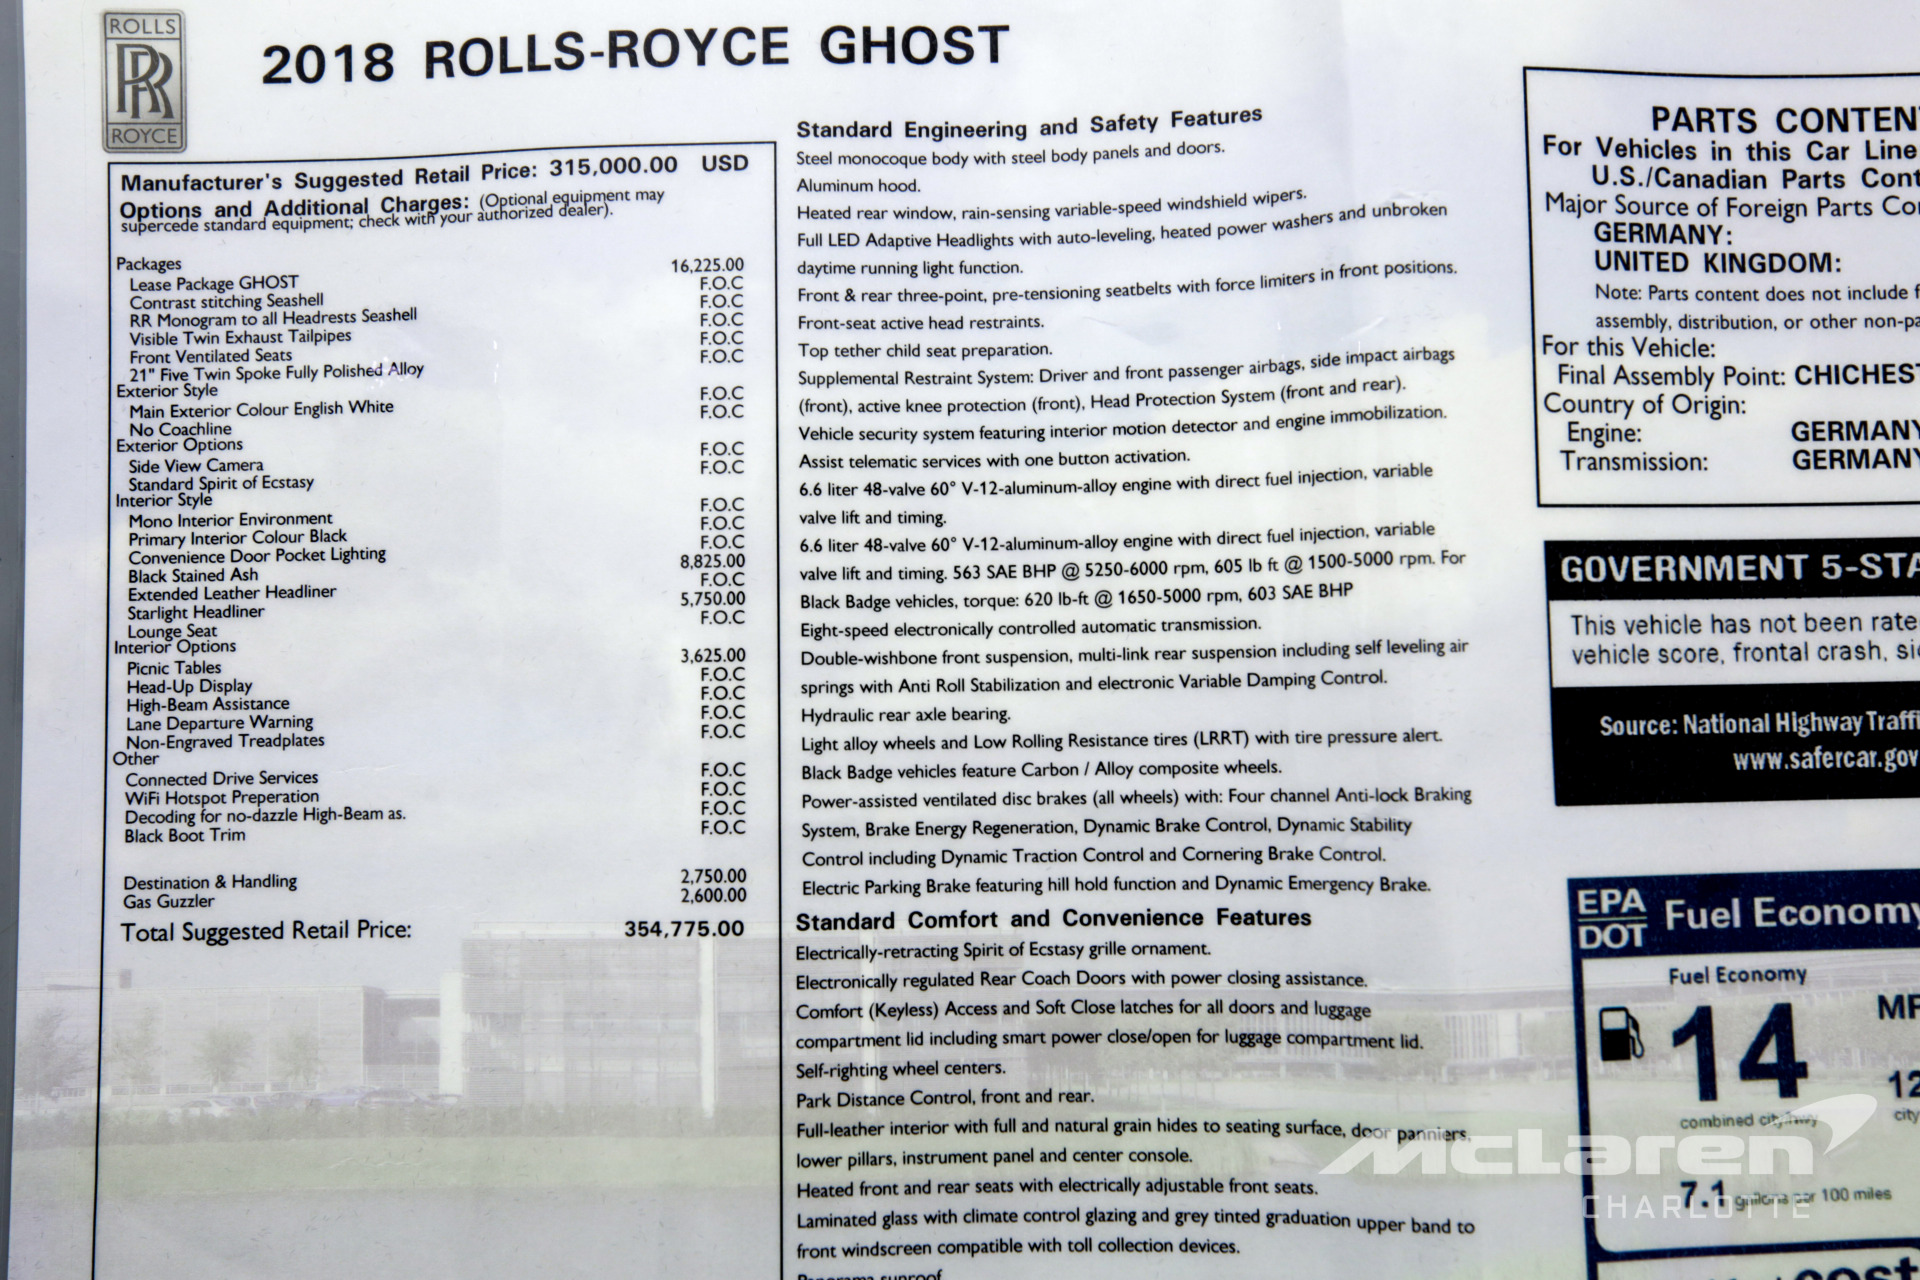 ROLLS
RR
ROYCE
2018 ROLLS-ROYCE GHOST
Manufacturer's Suggested Retail Price: 315,000.00 USD
Options and Additional Charges: (Optional equipment may
supercede standard equipment; check with your authorized dealer).
Packages
Lease Package GHOST 16,225.00
Contrast stitching Seashell F.O.C
RR Monogram to all Headrests Seashell F.O.C
Visible Twin Exhaust Tailpipes F.O.C
Front Ventilated Seats F.O.C
21" Five Twin Spoke Fully Polished Alloy F.O.C
Exterior Style
Main Exterior Colour English White F.O.C
No Coachline F.O.C
Exterior Options
Side View Camera F.O.C
Standard Spirit of Ecstasy F.O.C
Interior Style
Mono Interior Environment F.O.C
Primary Interior Colour Black F.O.C
Convenience Door Pocket Lighting F.O.C
Black Stained Ash 8,825.00
Extended Leather Headliner F.O.C
Starlight Headliner 5,750.00
Lounge Seat F.O.C
Interior Options
Picnic Tables 3,625.00
Head-Up Display F.O.C
High-Beam Assistance F.O.C
Lane Departure Warning F.O.C
Non-Engraved Treadplates F.O.C
Other
Connected Drive Services F.O.C
WiFi Hotspot Preperation F.O.C
Decoding for no-dazzle High-Beam as. F.O.C
Black Boot Trim F.O.C
Destination & Handling 2,750.00
Gas Guzzler 2,600.00
Total Suggested Retail Price: 354,775.00
Standard Engineering and Safety Features
Steel monocoque body with steel body panels and doors.
Aluminum hood.
Heated rear window, rain-sensing variable-speed windshield wipers.
Full LED Adaptive Headlights with auto-leveling, heated power washers and unbroken
daytime running light function.
Front & rear three-point, pre-tensioning seatbelts with force limiters in front positions.
Front-seat active head restraints.
Top tether child seat preparation.
Supplemental Restraint System: Driver and front passenger airbags, side impact airbags
(front), active knee protection (front), Head Protection System (front and rear).
Vehicle security system featuring interior motion detector and engine immobilization.
Assist telematic services with one button activation.
6.6 liter 48-valve 60° V-12-aluminum-alloy engine with direct fuel injection, variable
valve lift and timing.
6.6 liter 48-valve 60° V-12-aluminum-alloy engine with direct fuel injection, variable
valve lift and timing. 563 SAE BHP @ 5250-6000 rpm, 605 lb ft @ 1500-5000 rpm. For
Black Badge vehicles, torque: 620 lb-ft @ 1650-5000 rpm, 603 SAE BHP
Eight-speed electronically controlled automatic transmission.
Double-wishbone front suspension, multi-link rear suspension including self leveling air
springs with Anti Roll Stabilization and electronic Variable Damping Control.
Hydraulic rear axle bearing.
Light alloy wheels and Low Rolling Resistance tires (LRRT) with tire pressure alert.
Black Badge vehicles feature Carbon / Alloy composite wheels.
Power-assisted ventilated disc brakes (all wheels) with: Four channel Anti-lock Braking
System, Brake Energy Regeneration, Dynamic Brake Control, Dynamic Stability
Control including Dynamic Traction Control and Cornering Brake Control.
Electric Parking Brake featuring hill hold function and Dynamic Emergency Brake.
Standard Comfort and Convenience Features
Electrically-retracting Spirit of Ecstasy grille ornament.
Electronically regulated Rear Coach Doors with power closing assistance.
Comfort (Keyless) Access and Soft Close latches for all doors and luggage
compartment lid including smart power close/open for luggage compartment lid.
Self-righting wheel centers.
Park Distance Control, front and rear.
Full-leather interior with full and natural grain hides to seating surface, door panniers,
lower pillars, instrument panel and center console.
Heated front and rear seats with electrically adjustable front seats.
Laminated glass with climate control glazing and grey tinted graduation upper band to
front windscreen compatible with toll collection devices.
Panorama sunroof
PARTS CONTEN
For Vehicles in this Car Line
U.S./Canadian Parts Cont
Major Source of Foreign Parts Co
GERMANY:
UNITED KINGDOM:
Note: Parts content does not include f
assembly, distribution, or other non-pa
For this Vehicle:
Final Assembly Point: CHICHEST
Country of Origin:
Engine: GERMANY
Transmission: GERMANY
GOVERNMENT 5-STA
This vehicle has not been rate
vehicle score, frontal crash, si
Source: National Highway Traffi
www.safercar.gov
EPA
DOT
Fuel Economy
Fuel Economy
14
MP
12
combined city/hwy
city
7.1 gallons per 100 miles
McLaren
CHARLOTTE
cost